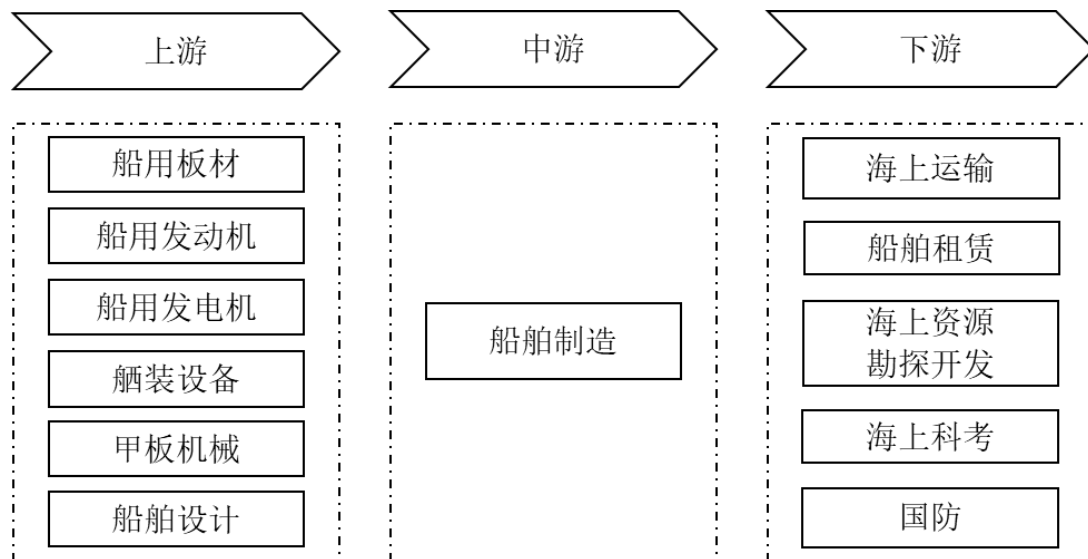 上游
船用板材
船用发动机
船用发电机
舾装设备
甲板机械
船舶设计
中游
船舶制造
下游
海上运输
船舶租赁
海上资源
勘探开发
海上科考
国防